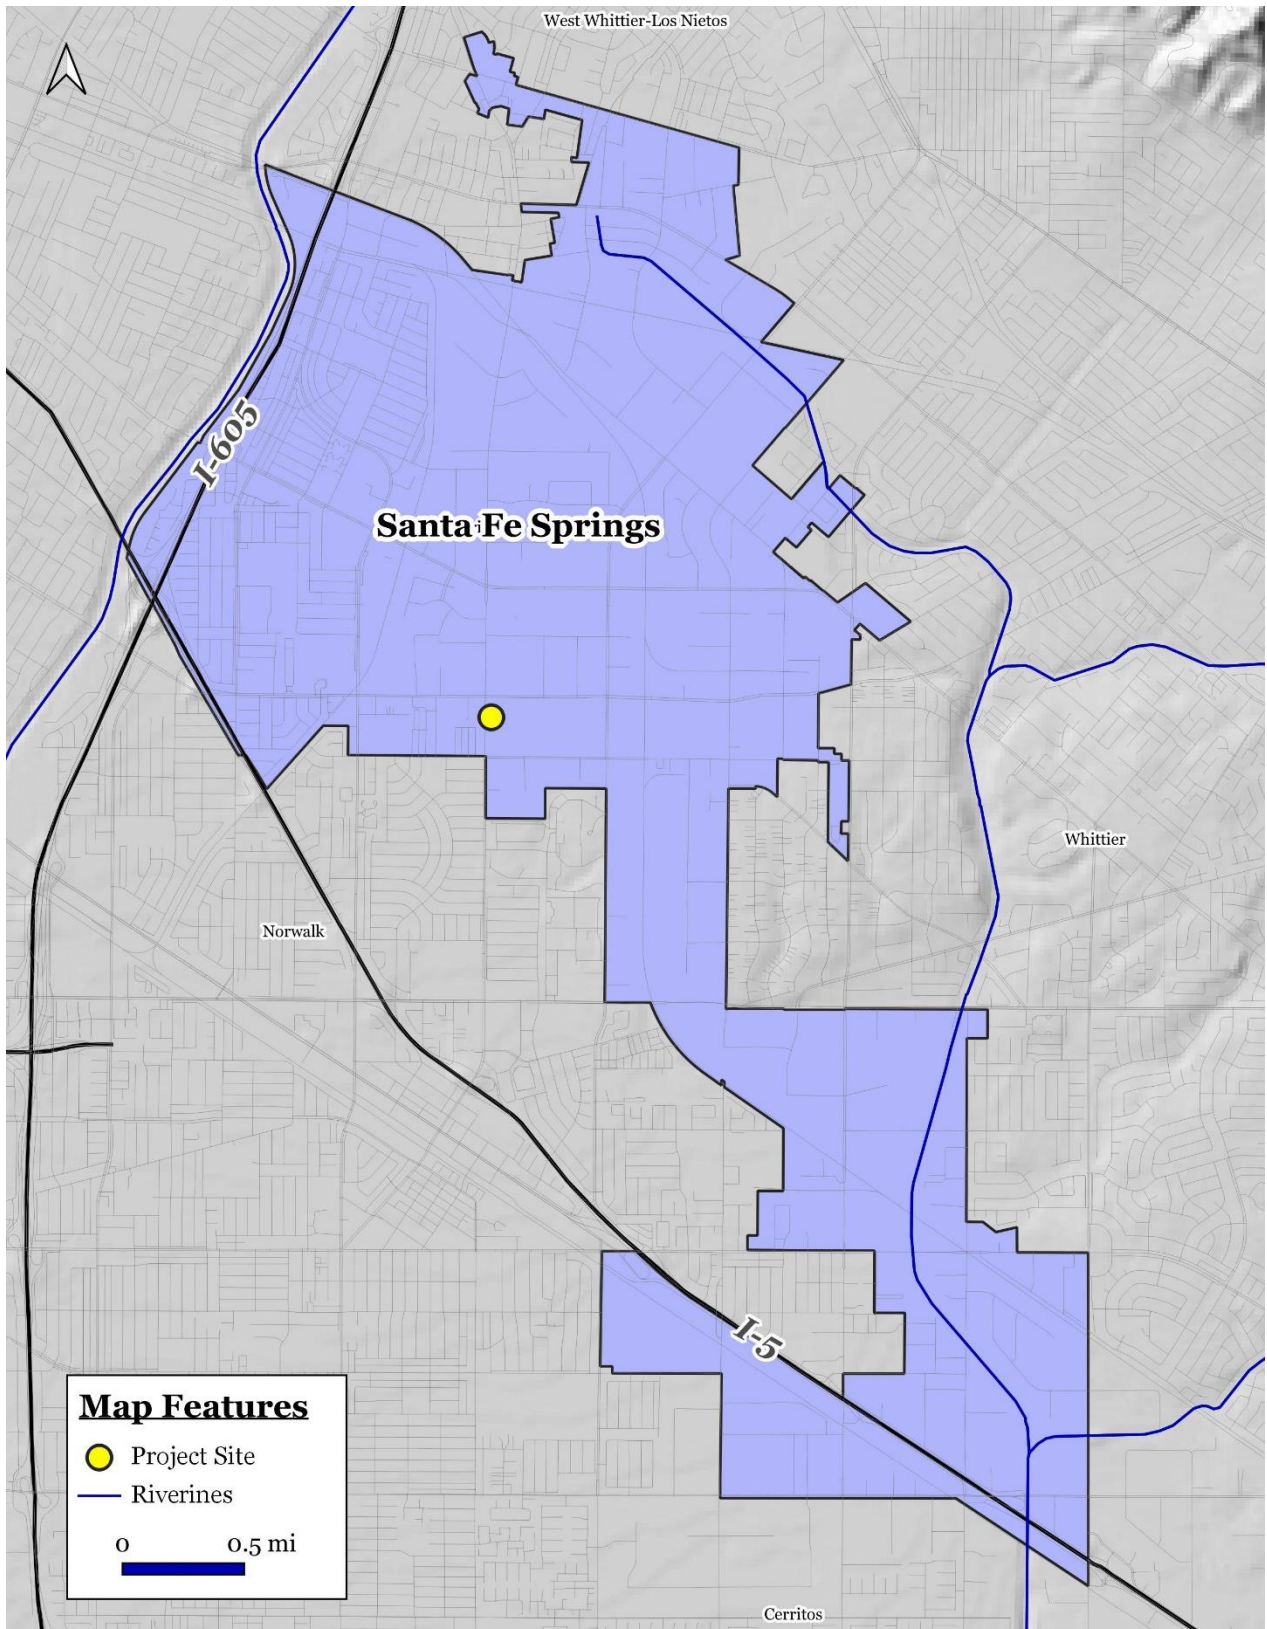 West Whittier-Los Nietos
I-605
Santa Fe Springs
Whittier
Norwalk
I-5
Map Features
Project Site
Riverines
0 0.5 mi
Cerritos